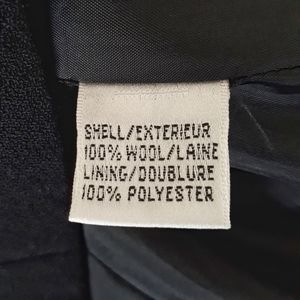 SHELL/EXTERIEUR
100% WOOL/LAINE
LINING/DOUBLURE
100% POLYESTER